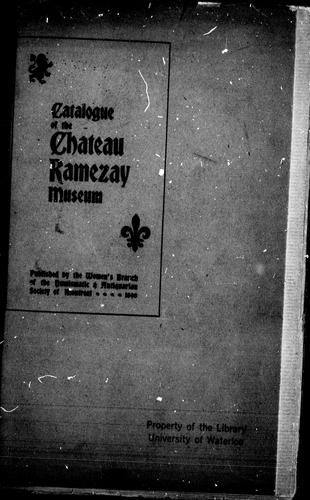 Catalogue
of the
Chateau
Ramezay
Museum
Published by the Women's Branch
of the Numismatic & Antiquarian
Society of Montreal
Property of the Library
University of Waterloo